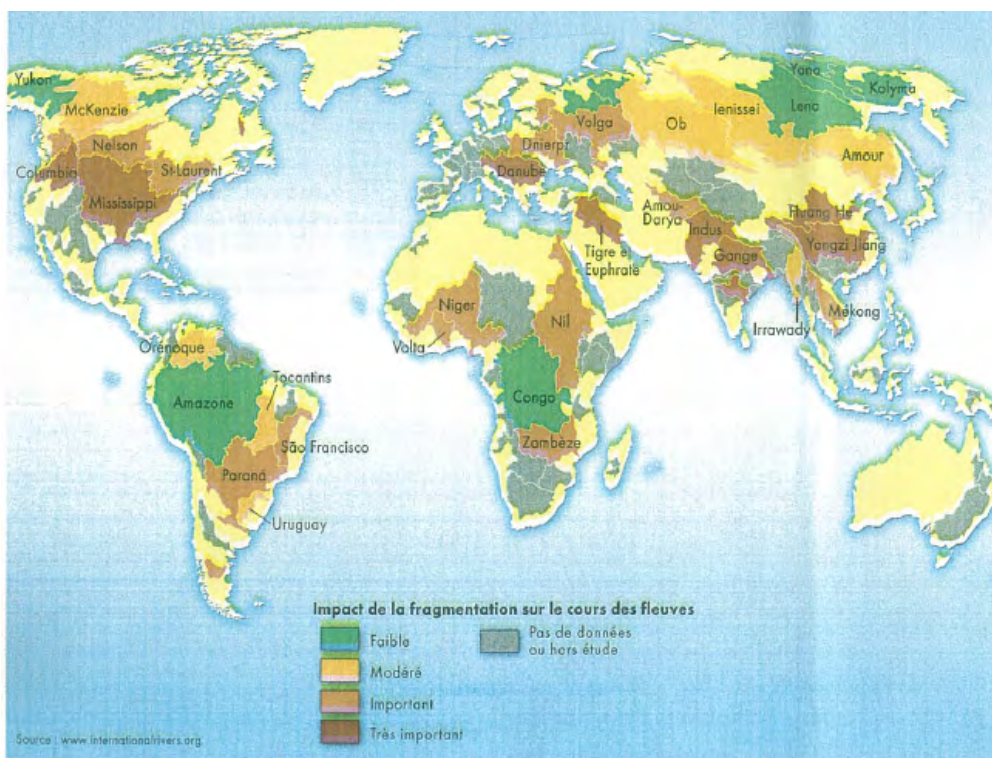 Yukon
McKenzie
Nelson
Columbia
St-Laurent
Mississippi
Orénoque
Amazone
Tocantins
São Francisco
Paraná
Uruguay
Volga
Dniepr
Danube
Ob
Ienissei
Yana
Lena
Kolyma
Amour
Amou-
Darya
Indus
Gange
Huang He
Yangzi Jiang
Tigre et
Euphrate
Irrawady
Mékong
Niger
Volta
Nil
Congo
Zambèze
Impact de la fragmentation sur le cours des fleuves
Faible
Modéré
Important
Très important
Pas de données
ou hors étude
Source : www.internationalrivers.org